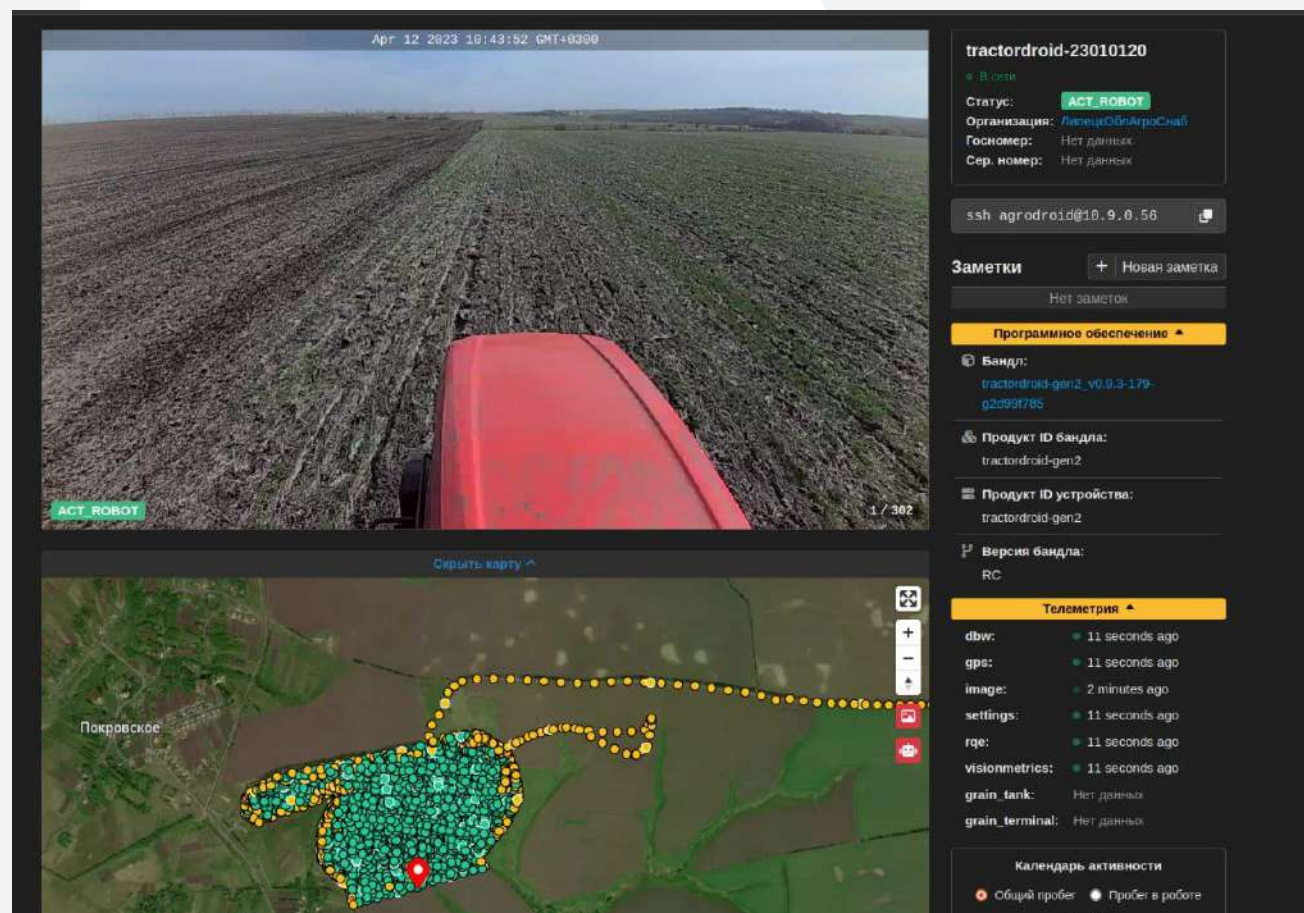 Apr 12 2023 10:43:52 GMT+0300
ACT_ROBOT
1 / 302
Скрыть карту
Покровское
tractordroid-23010120
В сети
Статус: ACT_ROBOT
Организация: ЛипецкОблАгроСнаб
Госномер: Нет данных
Сер. номер: Нет данных
ssh agrodroid@10.9.0.56
Заметки + Новая заметка
Нет заметок
Программное обеспечение
Бандл:
tractordroid-gen2_v0.9.3-179-
g2d99f785
Продукт ID бандла:
tractordroid-gen2
Продукт ID устройства:
tractordroid-gen2
Версия бандла:
RC
Телеметрия
dbw: 11 seconds ago
gps: 11 seconds ago
image: 2 minutes ago
settings: 11 seconds ago
rqe: 11 seconds ago
visionmetrics: 11 seconds ago
grain_tank: Нет данных
grain_terminal: Нет данных
Календарь активности
Общий пробег Пробег в роботе